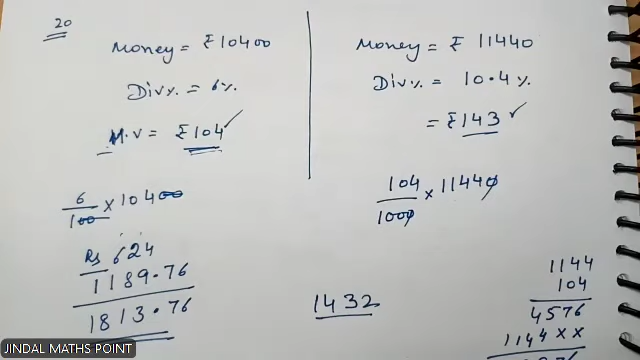 20
Money = ₹10400
Div% = 6%
M.V = ₹104 ✓
6/100 × 10400
Rs 624
1189.76
1813.76
Money = ₹ 11440
Div% = 10.4%
= ₹143 ✓
104/1000 × 11440
1432
1144
104
4576
1144××
JINDAL MATHS POINT